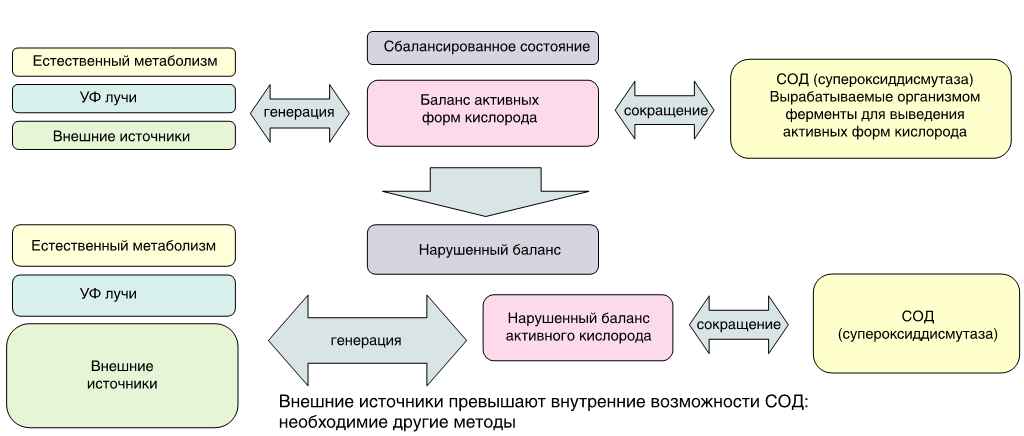 Сбалансированное состояние
Естественный метаболизм
УФ лучи
Внешние источники
генерация
Баланс активных
форм кислорода
сокращение
СОД (супероксиддисмутаза)
Вырабатываемые организмом
ферменты для выведения
активных форм кислорода
Нарушенный баланс
Естественный метаболизм
УФ лучи
Внешние
источники
генерация
Нарушенный баланс
активного кислорода
сокращение
СОД
(супероксиддисмутаза)
Внешние источники превышают внутренние возможности СОД:
необходимие другие методы